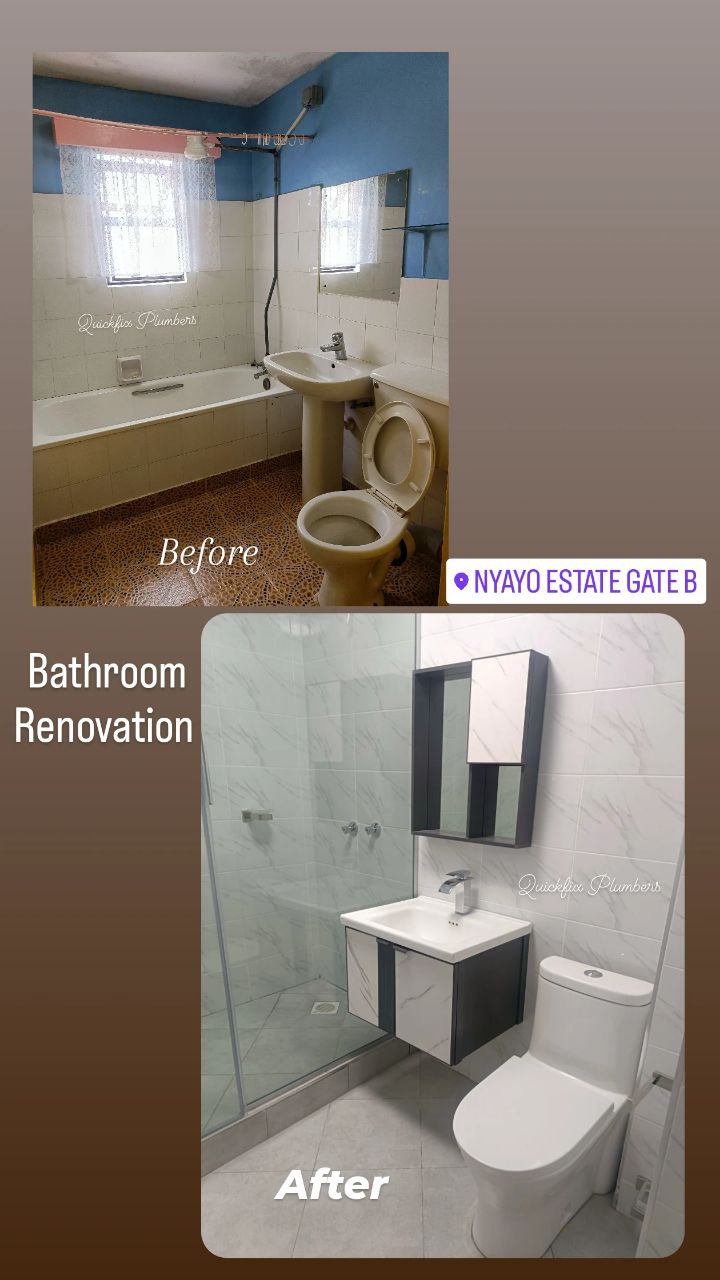 Quickfix Plumbers
Before
NYAYO ESTATE GATE B
Bathroom
Renovation
Quickfix Plumbers
After